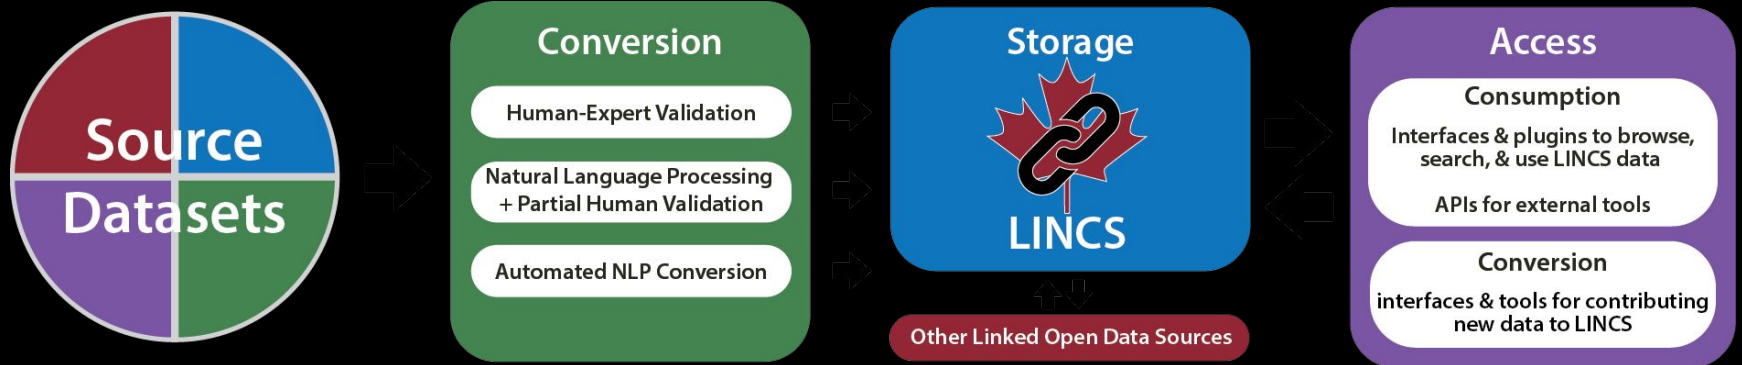 Source
Datasets
Conversion
Human-Expert Validation
Natural Language Processing
+ Partial Human Validation
Automated NLP Conversion
Storage
LINCS
Other Linked Open Data Sources
Access
Consumption
Interfaces & plugins to browse,
search, & use LINCS data
APIs for external tools
Conversion
interfaces & tools for contributing
new data to LINCS